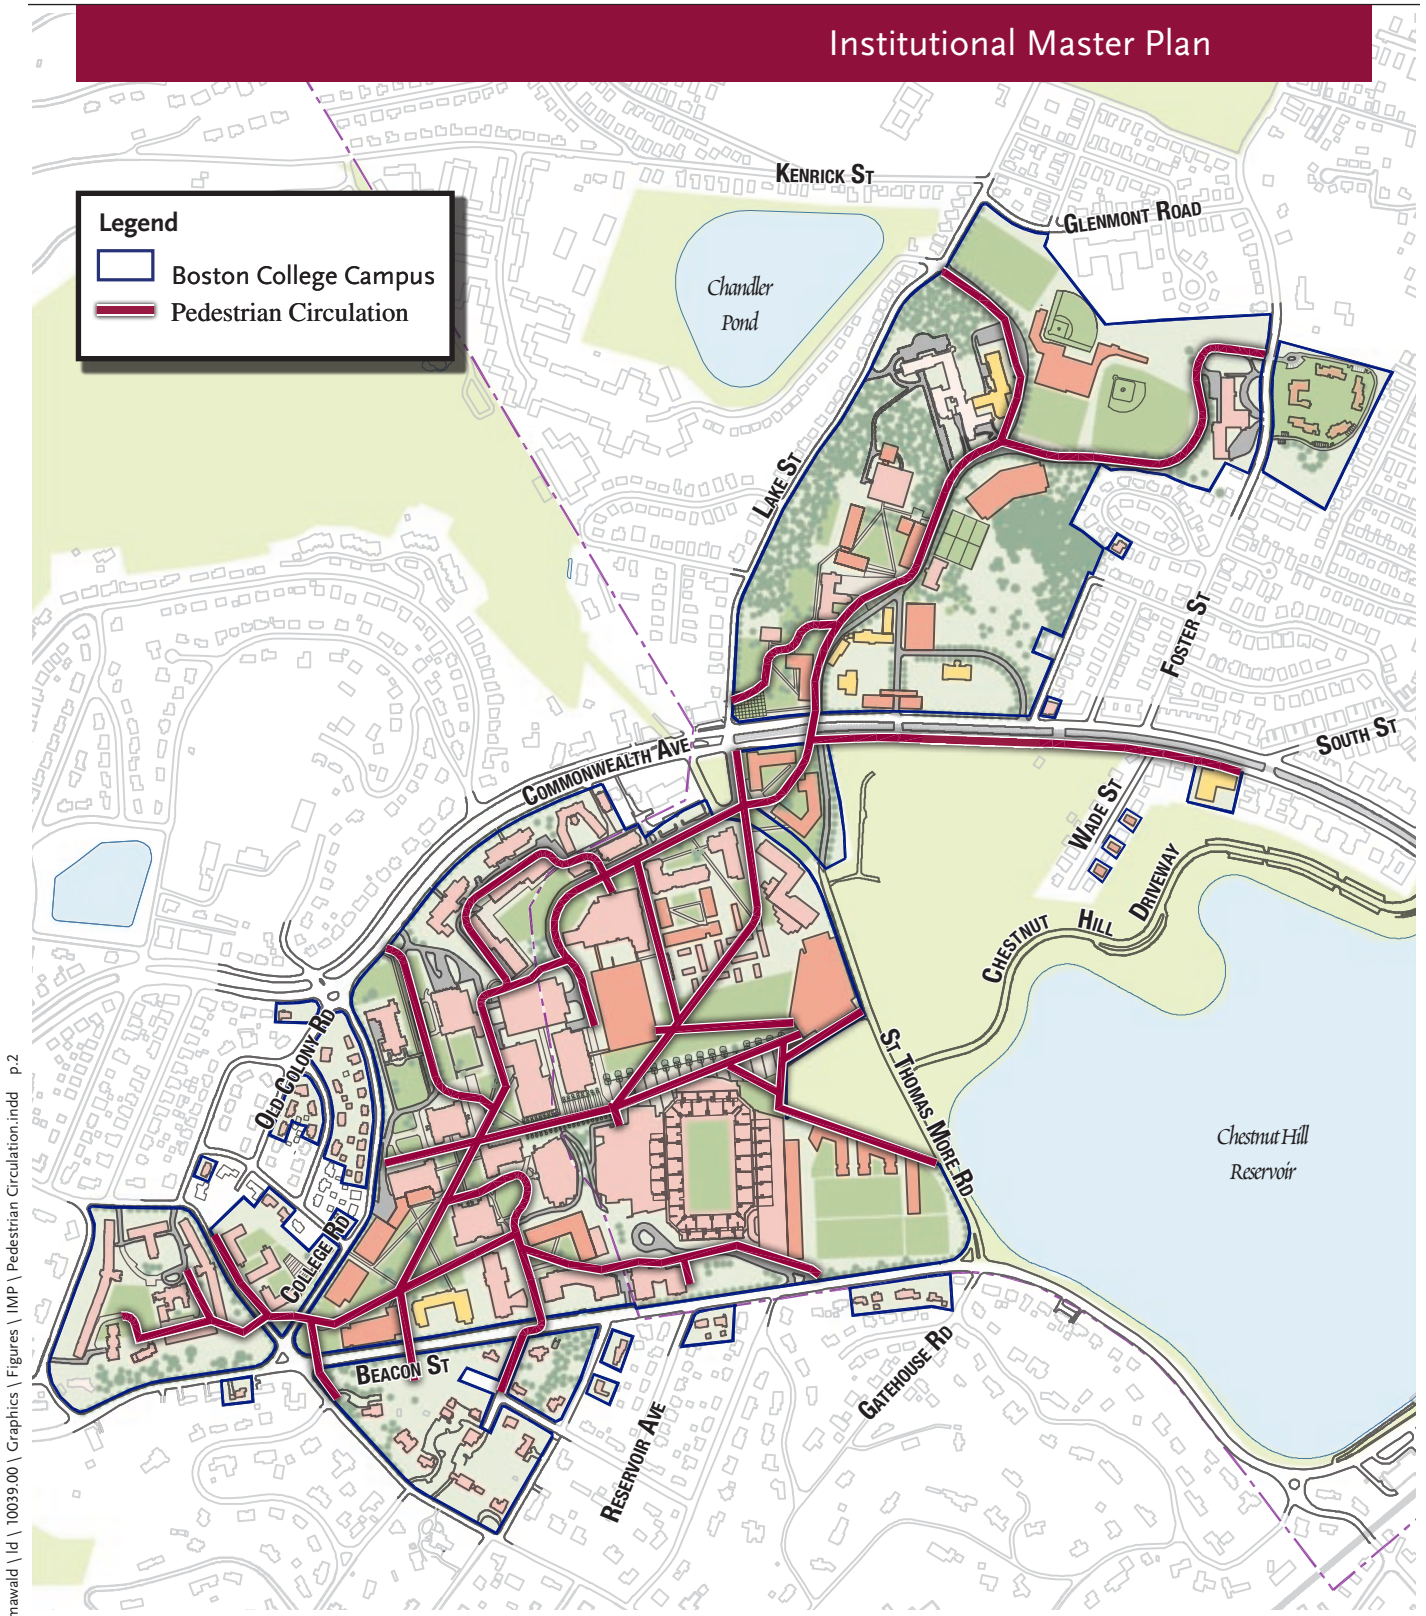 Institutional Master Plan
KENRICK ST
GLENMONT ROAD
Legend
Boston College Campus
Pedestrian Circulation
Chandler
Pond
LAKE ST
FOSTER ST
SOUTH ST
COMMONWEALTH AVE
WADE ST
CHESTNUT HILL DRIVEWAY
OLD COLONY RD
ST THOMAS MORE RD
Chestnut Hill
Reservoir
COLLEGE RD
BEACON ST
GATEHOUSE RD
RESERVOIR AVE
mawald \ ld \ 10039.00 \ Graphics \ Figures \ IMP \ Pedestrian Circulation.indd p.2